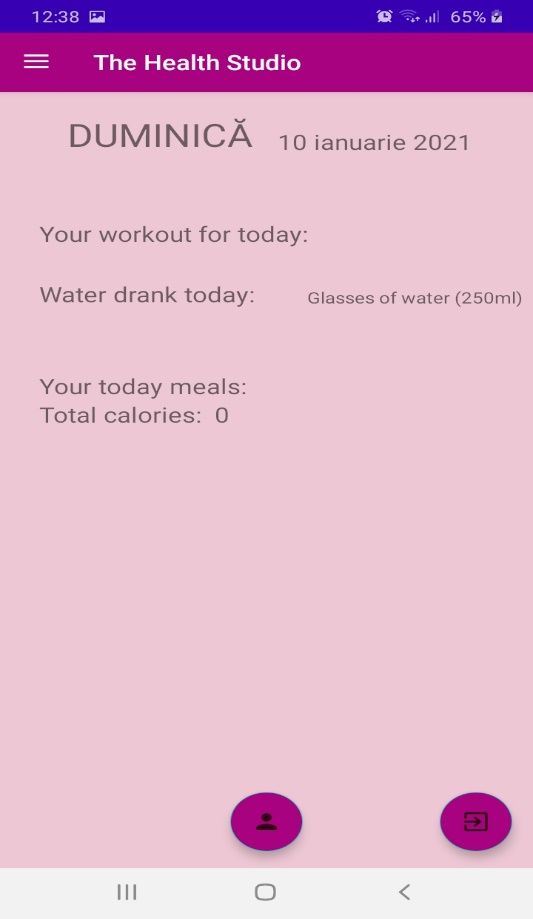 12:38 65%
The Health Studio
DUMINICĂ 10 ianuarie 2021
Your workout for today:
Water drank today: Glasses of water (250ml)
Your today meals:
Total calories: 0